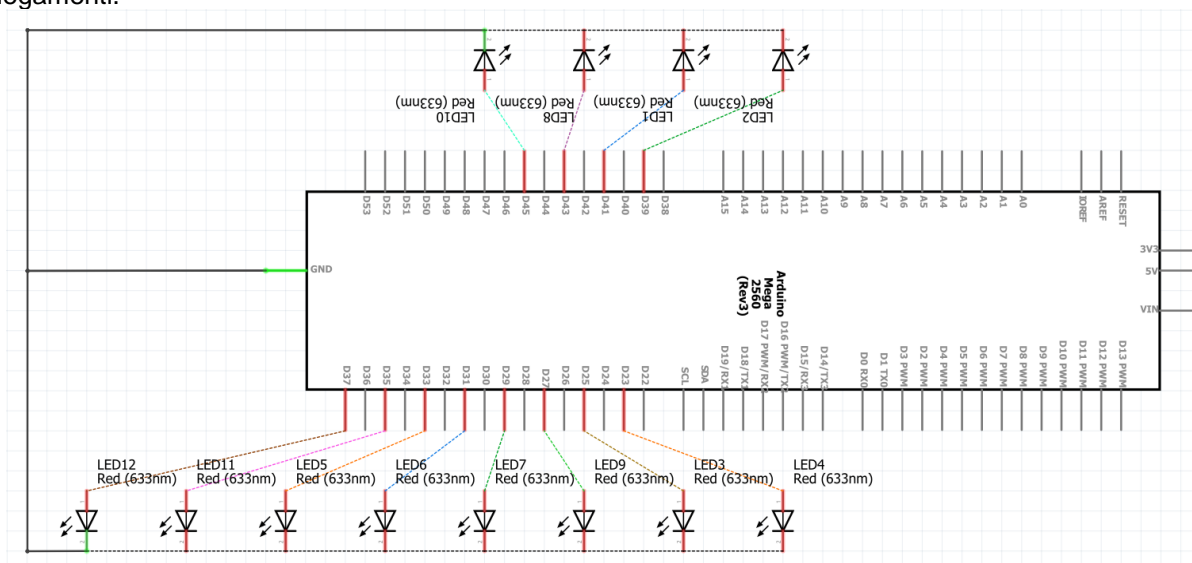 legamenti.
Red (633nm)
LED10
Red (633nm)
LED8
Red (633nm)
LED1
Red (633nm)
LED2
D53
D52
D51
D50
D49
D48
D47
D46
D45
D44
D43
D42
D41
D40
D39
D38
A15
A14
A13
A12
A11
A10
A9
A8
A7
A6
A5
A4
A3
A2
A1
A0
IOREF
AREF
RESET
GND
3V3
5V
VIN
Arduino
Mega
2560
(Rev3)
D37
D36
D35
D34
D33
D32
D31
D30
D29
D28
D27
D26
D25
D24
D23
D22
SCL
SDA
D19/RX1
D18/TX1
D17 PWM/RX2
D16 PWM/TX2
D15/RX3
D14/TX3
D0 RX0
D1 TX0
D3 PWM
D2 PWM
D4 PWM
D5 PWM
D6 PWM
D7 PWM
D8 PWM
D9 PWM
D10 PWM
D11 PWM
D12 PWM
D13 PWM
LED12
Red (633nm)
LED11
Red (633nm)
LED5
Red (633nm)
LED6
Red (633nm)
LED7
Red (633nm)
LED9
Red (633nm)
LED3
Red (633nm)
LED4
Red (633nm)